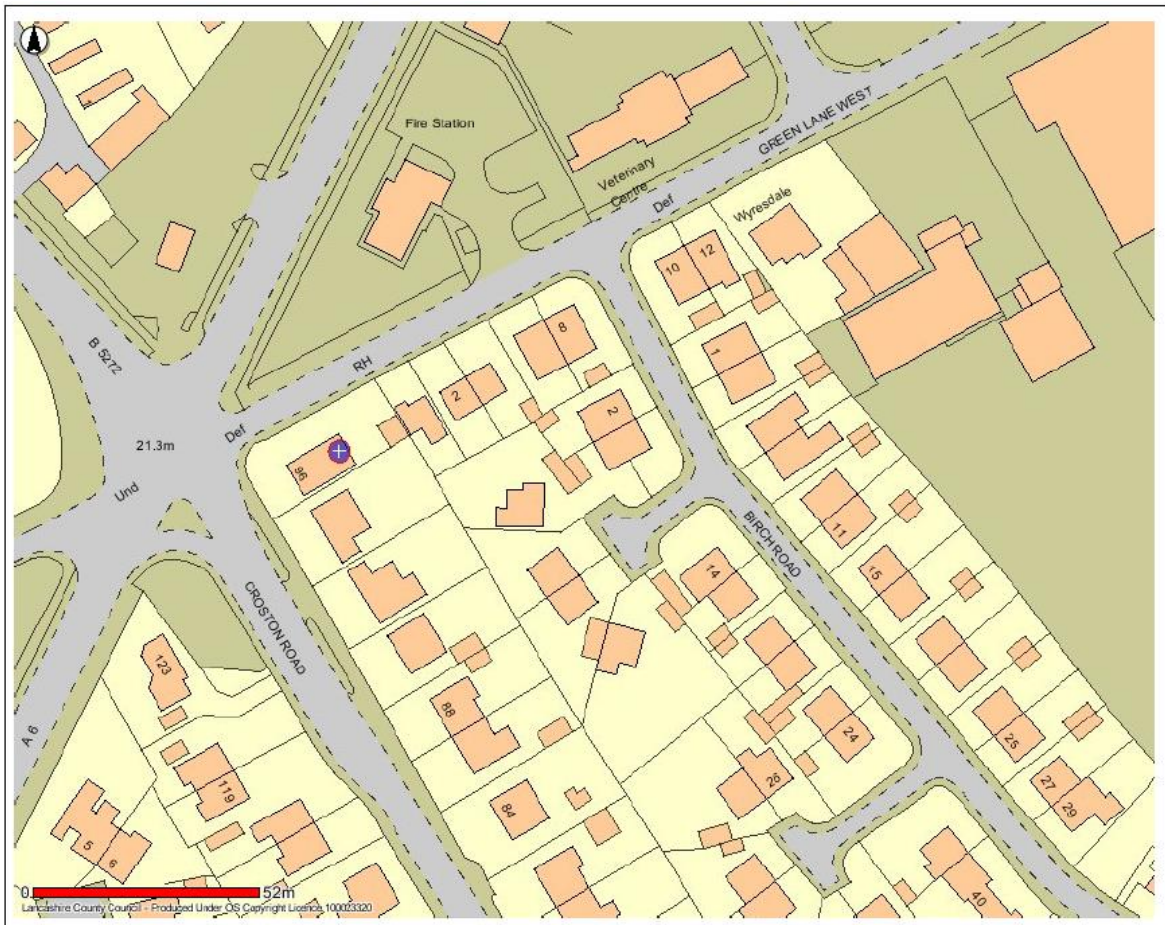 Fire Station
GREEN LANE WEST
Veterinary
Centre
Def
Wyresdale
10
12
B 5272
RH
8
2
1
2
Def
21.3m
96
Und
11
BIRCH ROAD
14
15
CROSTON ROAD
123
88
24
25
A 6
119
26
27
29
84
5
6
40
0
52m
Lancashire County Council - Produced Under OS Copyright Licence 100023320